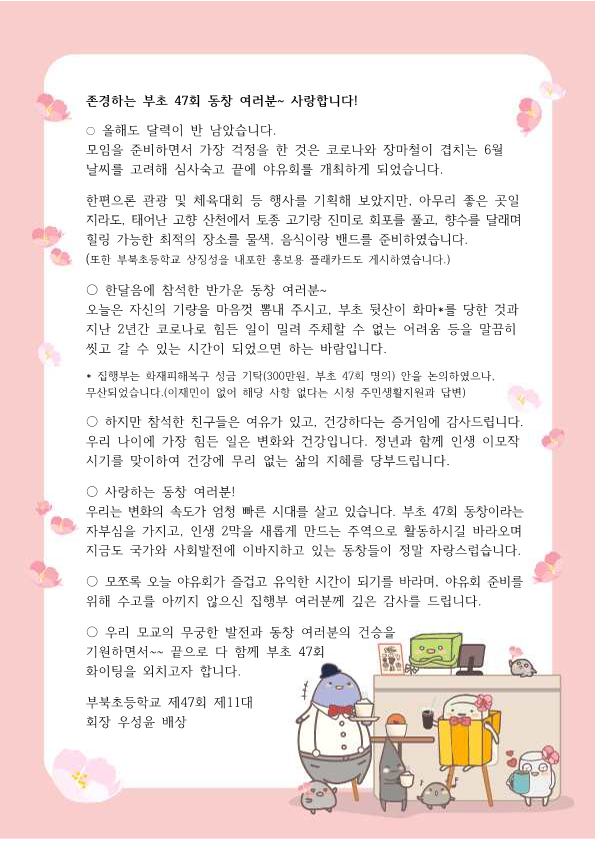 존경하는 부초 47회 동창 여러분~ 사랑합니다!
○ 올해도 달력이 반 남았습니다.
모임을 준비하면서 가장 걱정을 한 것은 코로나와 장마철이 겹치는 6월
날씨를 고려해 심사숙고 끝에 야유회를 개최하게 되었습니다.
한편으론 관광 및 체육대회 등 행사를 기획해 보았지만, 아무리 좋은 곳일
지라도, 태어난 고향 산천에서 토종 고기랑 진미로 회포를 풀고, 향수를 달래며
힐링 가능한 최적의 장소를 물색, 음식이랑 밴드를 준비하였습니다.
(또한 부북초등학교 상징성을 내포한 홍보용 플래카드도 게시하였습니다.)
○ 한달음에 참석한 반가운 동창 여러분~
오늘은 자신의 기량을 마음껏 뽐내 주시고, 부초 뒷산이 화마*를 당한 것과
지난 2년간 코로나로 힘든 일이 밀려 주체할 수 없는 어려움 등을 말끔히
씻고 갈 수 있는 시간이 되었으면 하는 바람입니다.
* 집행부는 화재피해복구 성금 기탁(300만원, 부초 47회 명의) 안을 논의하였으나,
무산되었습니다.(이재민이 없어 해당 사항 없다는 시청 주민생활지원과 답변)
○ 하지만 참석한 친구들은 여유가 있고, 건강하다는 증거임에 감사드립니다.
우리 나이에 가장 힘든 일은 변화와 건강입니다. 정년과 함께 인생 이모작
시기를 맞이하여 건강에 무리 없는 삶의 지혜를 당부드립니다.
○ 사랑하는 동창 여러분!
우리는 변화의 속도가 엄청 빠른 시대를 살고 있습니다. 부초 47회 동창이라는
자부심을 가지고, 인생 2막을 새롭게 만드는 주역으로 활동하시길 바라오며
지금도 국가와 사회발전에 이바지하고 있는 동창들이 정말 자랑스럽습니다.
○ 모쪼록 오늘 야유회가 즐겁고 유익한 시간이 되기를 바라며, 야유회 준비를
위해 수고를 아끼지 않으신 집행부 여러분께 깊은 감사를 드립니다.
○ 우리 모교의 무궁한 발전과 동창 여러분의 건승을
기원하면서~~ 끝으로 다 함께 부초 47회
화이팅을 외치고자 합니다.
부북초등학교 제47회 제11대
회장 우성윤 배상